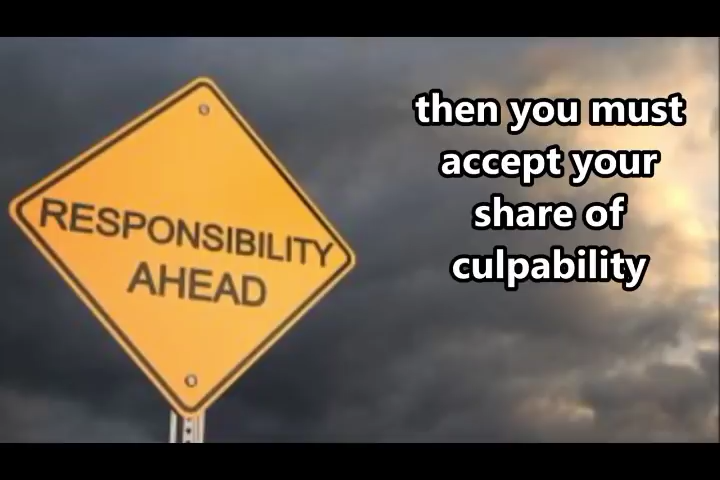 RESPONSIBILITY
AHEAD
then you must
accept your
share of
culpability